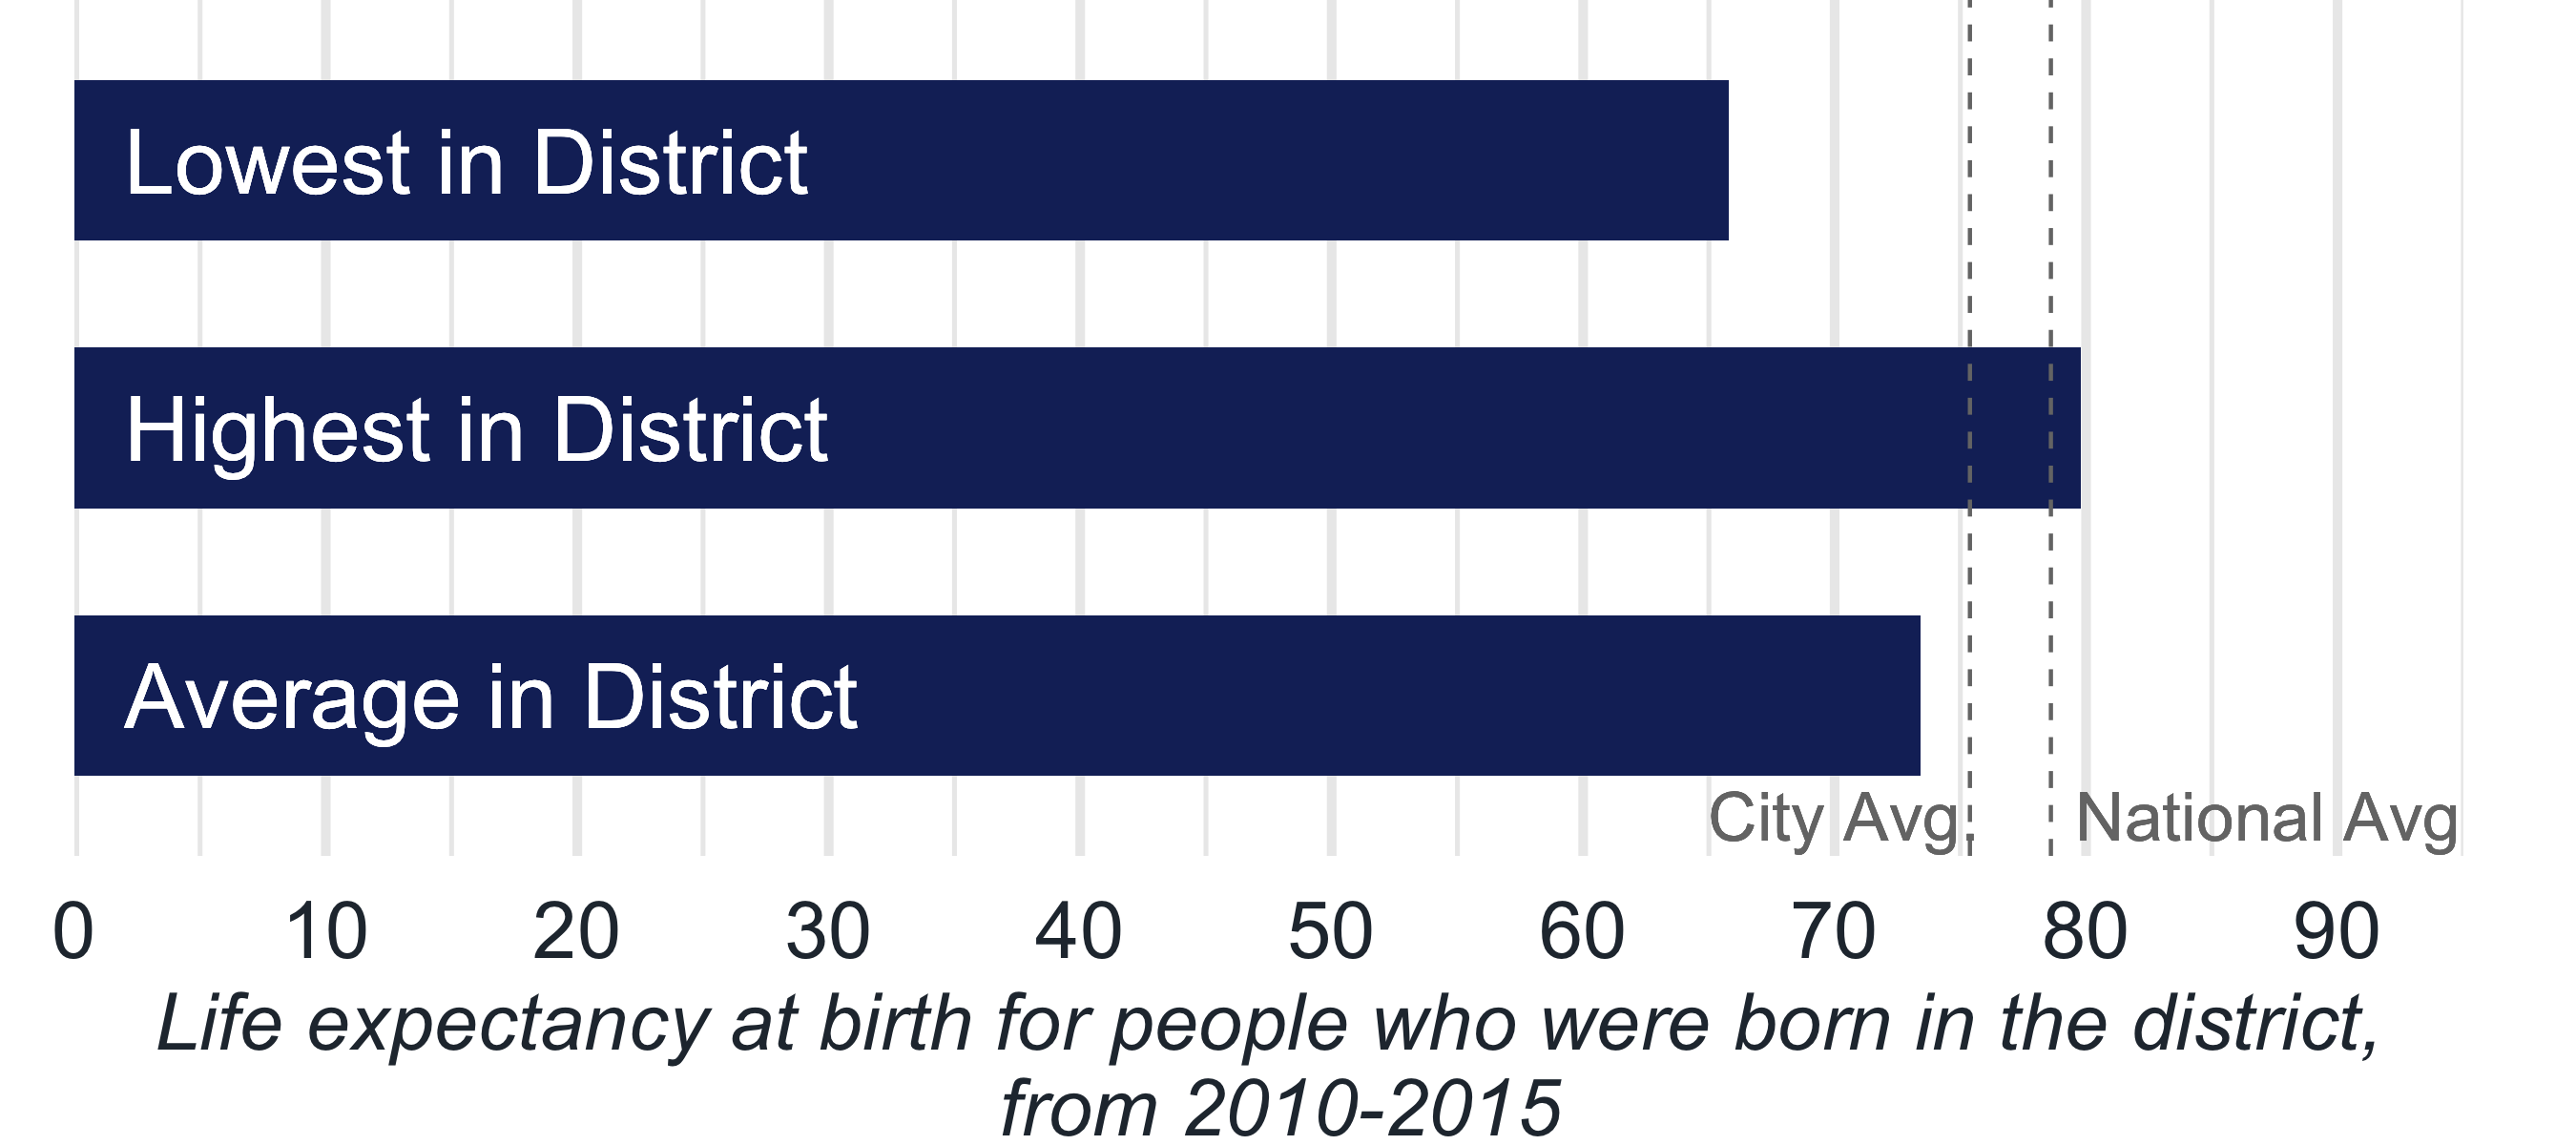 Lowest in District
Highest in District
Average in District
City Avg. National Avg
0 10 20 30 40 50 60 70 80 90
Life expectancy at birth for people who were born in the district,
from 2010-2015